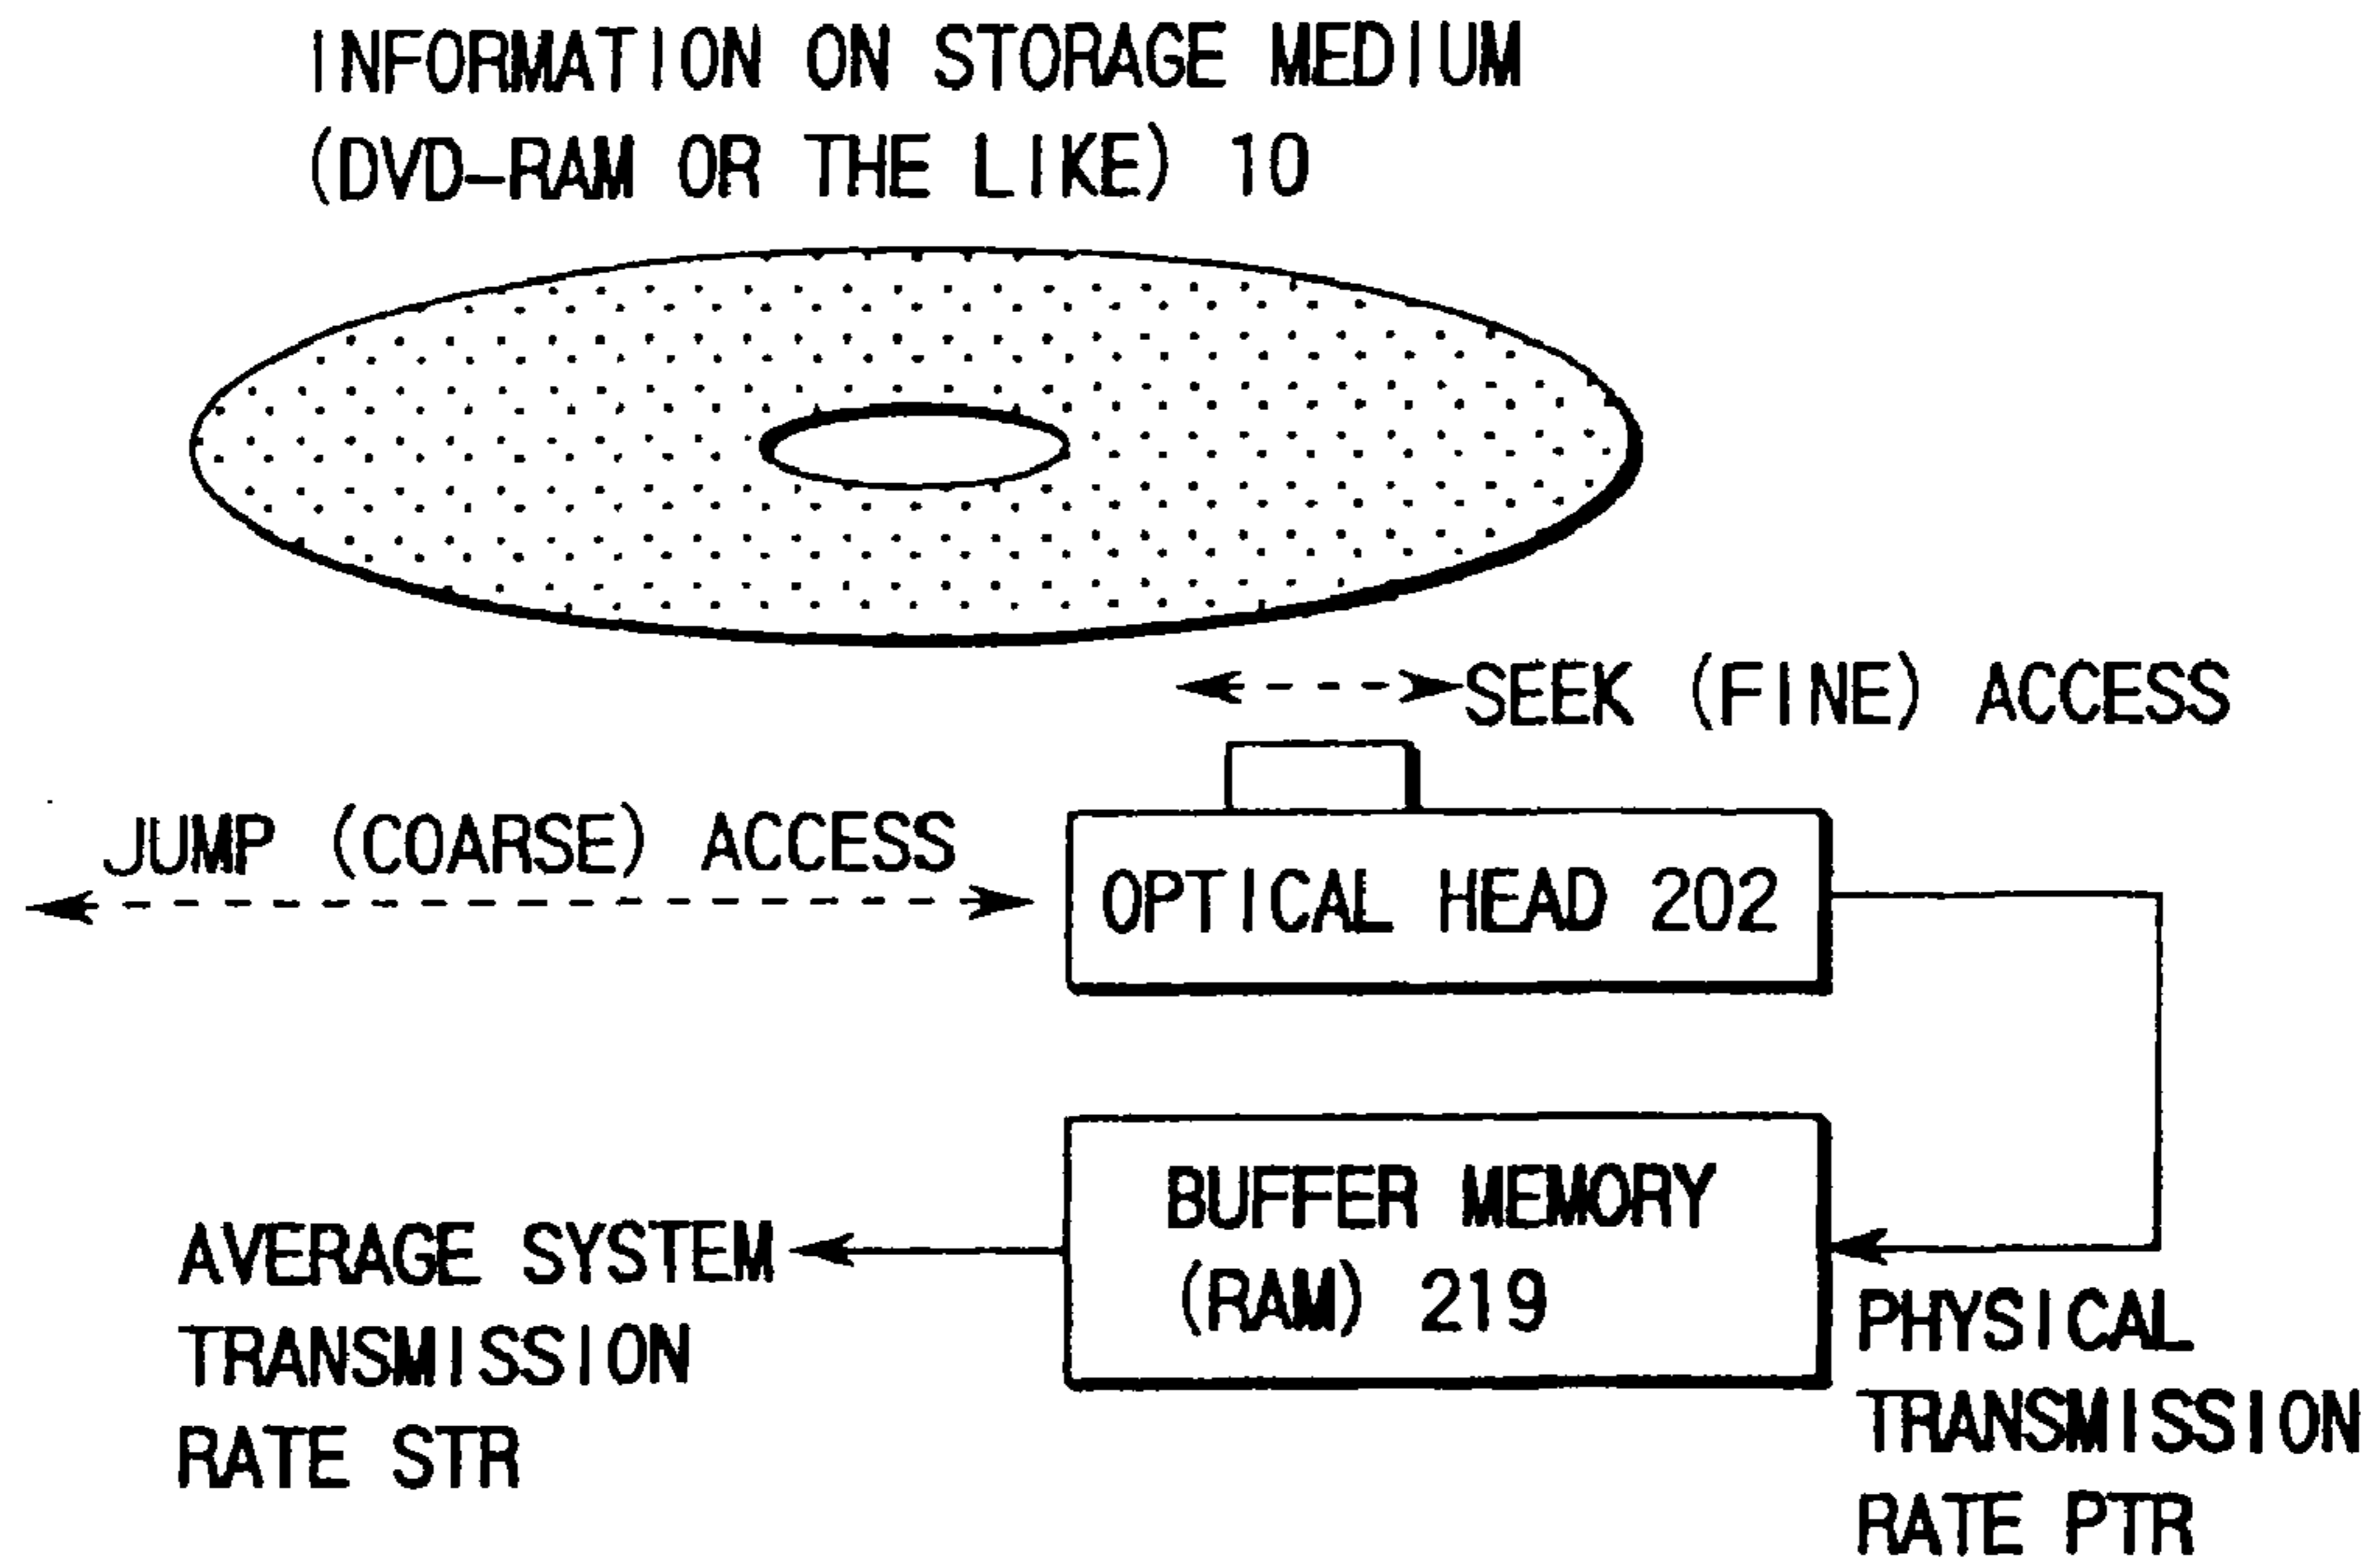 INFORMATION ON STORAGE MEDIUM
(DVD-RAM OR THE LIKE) 10
SEEK (FINE) ACCESS
JUMP (COARSE) ACCESS
OPTICAL HEAD 202
BUFFER MEMORY
(RAM) 219
AVERAGE SYSTEM
TRANSMISSION
RATE STR
PHYSICAL
TRANSMISSION
RATE PTR